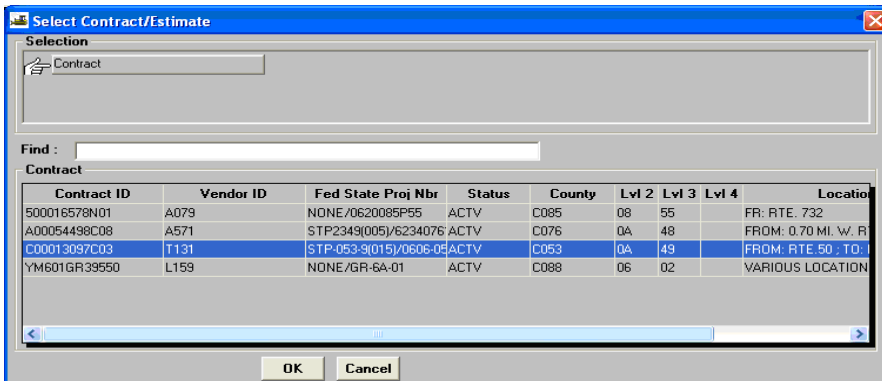 Select Contract/Estimate
Selection
Contract
Find :
Contract
Contract ID Vendor ID Fed State Proj Nbr Status County Lvl 2 Lvl 3 Lvl 4 Location
500016578N01 A079 NONE/0620085P55 ACTV C085 08 55 FR: RTE. 732
A00054498C08 A571 STP2349(005)/6234076 ACTV C076 0A 48 FROM: 0.70 MI. W. R
C00013097C03 T131 STP-053-9(015)/0606-05 ACTV C053 0A 49 FROM: RTE.50 ; TO:
YM601GR39550 L159 NONE/GR-6A-01 ACTV C088 06 02 VARIOUS LOCATION
OK Cancel